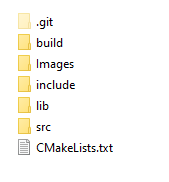 .git
build
Images
include
lib
src
CMakeLists.txt